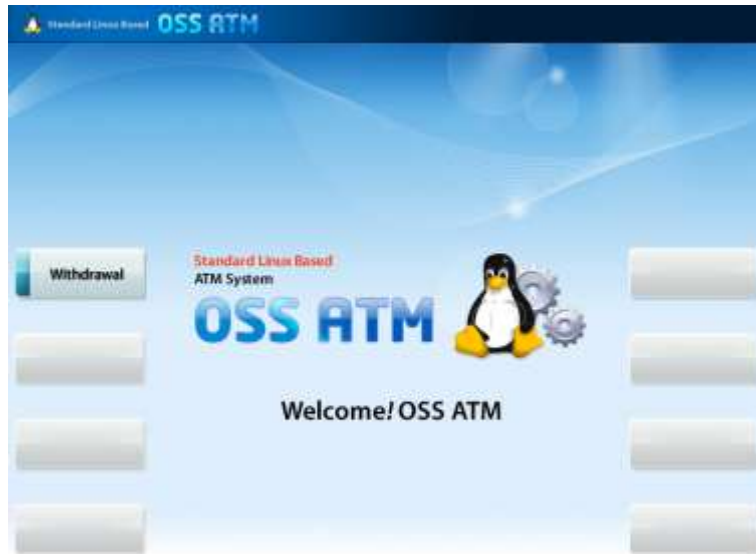 Standard Linux Based OSS ATM
Withdrawal
Standard Linux Based
ATM System
OSS ATM
Welcome! OSS ATM